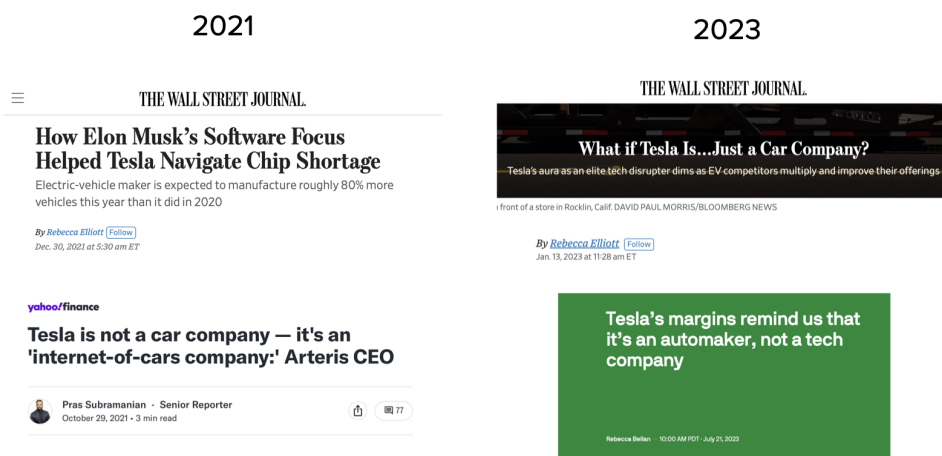 2021
THE WALL STREET JOURNAL.
How Elon Musk's Software Focus
Helped Tesla Navigate Chip Shortage
Electric-vehicle maker is expected to manufacture roughly 80% more
vehicles this year than it did in 2020
By Rebecca Elliott Follow
Dec. 30, 2021 at 5:30 am ET
yahoo!finance
Tesla is not a car company — it's an
'internet-of-cars company:' Arteris CEO
Pras Subramanian · Senior Reporter
October 29, 2021 • 3 min read
77
2023
THE WALL STREET JOURNAL.
What if Tesla Is...Just a Car Company?
Tesla's aura as an elite tech disrupter dims as EV competitors multiply and improve their offerings
front of a store in Rocklin, Calif. DAVID PAUL MORRIS/BLOOMBERG NEWS
By Rebecca Elliott Follow
Jan. 13, 2023 at 11:28 am ET
Tesla's margins remind us that
it's an automaker, not a tech
company
Rebecca Bellan — 10:00 AM PDT · July 21, 2023